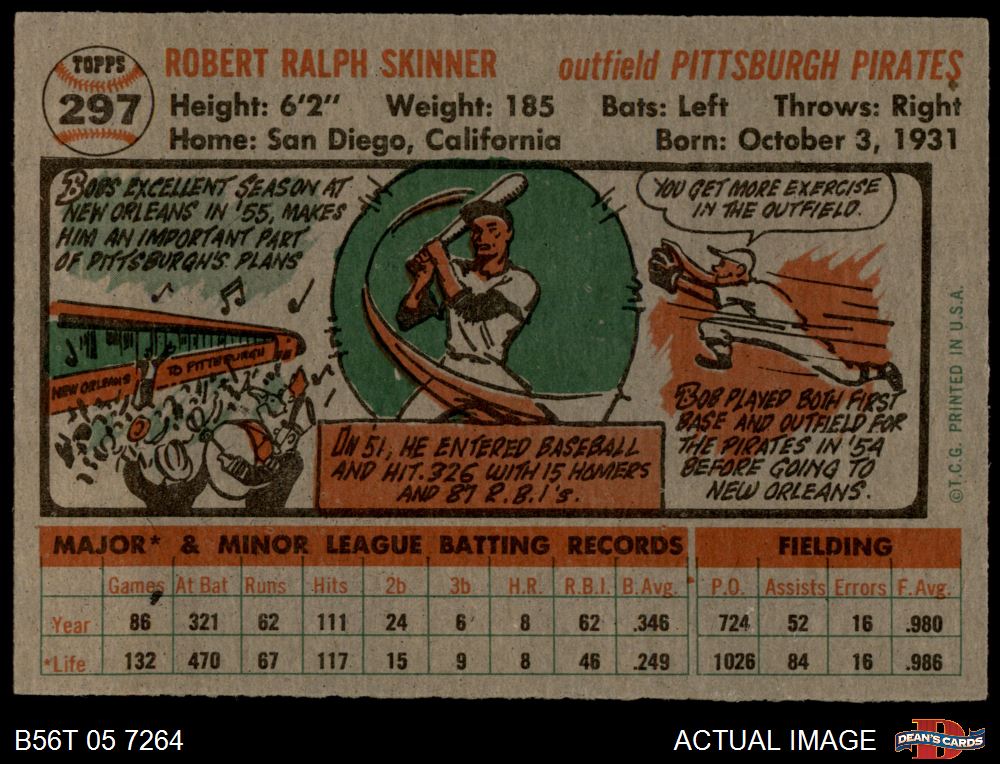 TOPPS
297
ROBERT RALPH SKINNER outfield PITTSBURGH PIRATES
Height: 6'2" Weight: 185 Bats: Left Throws: Right
Home: San Diego, California Born: October 3, 1931
BOB'S EXCELLENT SEASON AT
NEW ORLEANS IN '55, MAKES
HIM AN IMPORTANT PART
OF PITTSBURGH'S PLANS
NEW ORLEANS TO PITTSBURGH
IN '51, HE ENTERED BASEBALL
AND HIT .326 WITH 15 HOMERS
AND 87 R.B.I's.
YOU GET MORE EXERCISE
IN THE OUTFIELD.
BOB PLAYED BOTH FIRST
BASE AND OUTFIELD FOR
THE PIRATES IN '54
BEFORE GOING TO
NEW ORLEANS.
©T.C.G. PRINTED IN U.S.A.
MAJOR* & MINOR LEAGUE BATTING RECORDS FIELDING
Games At Bat Runs Hits 2b 3b H.R. R.B.I. B.Avg. P.O. Assists Errors F.Avg.
Year 86 321 62 111 24 6 8 62 .346 724 52 16 .980
*Life 132 470 67 117 15 9 8 46 .249 1026 84 16 .986
B56T 05 7264 ACTUAL IMAGE DEAN'S CARDS